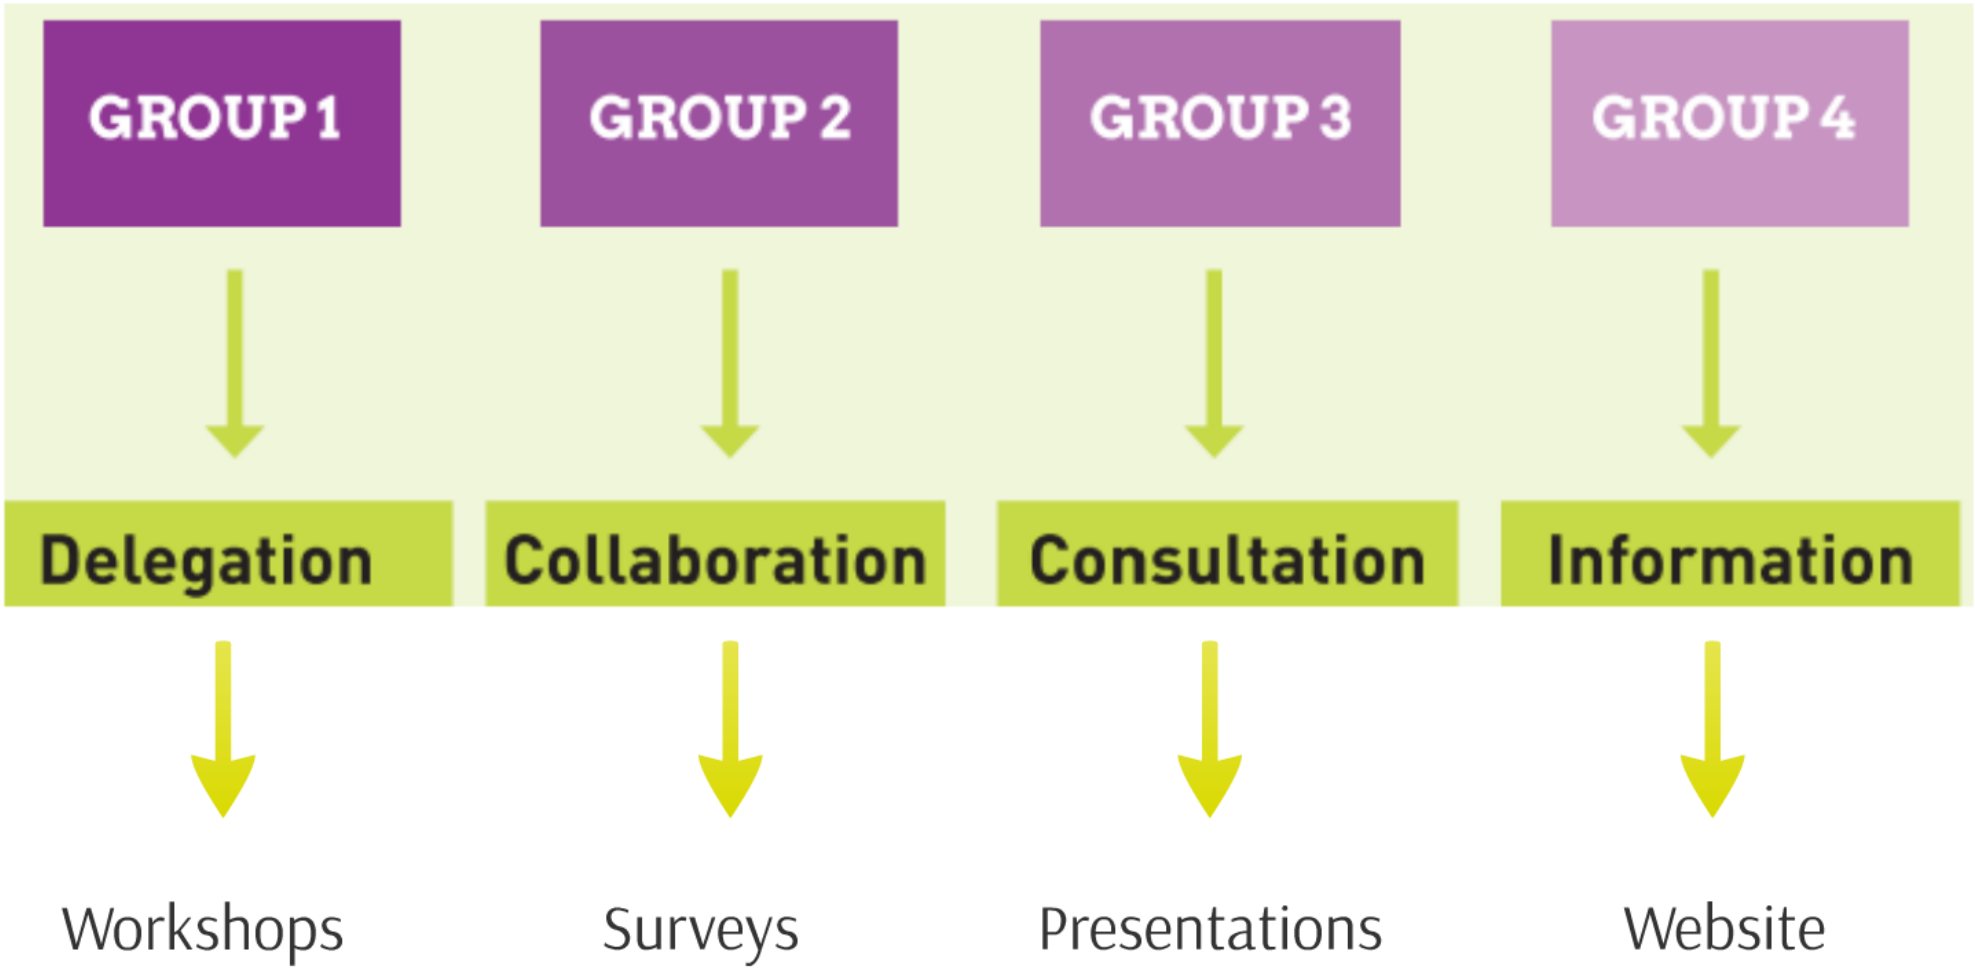 GROUP 1
GROUP 2
GROUP 3
GROUP 4
Delegation
Collaboration
Consultation
Information
Workshops
Surveys
Presentations
Website